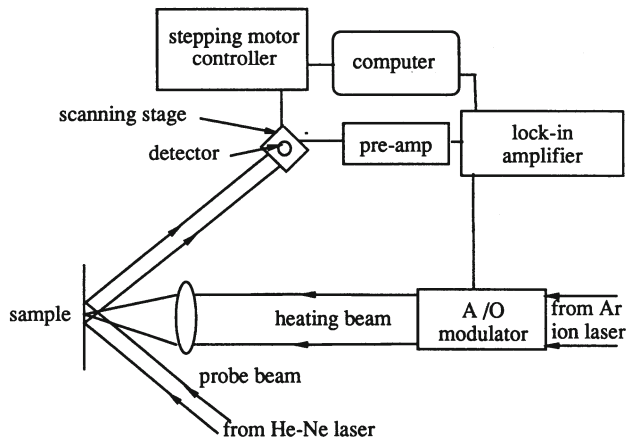 stepping motor
controller
computer
scanning stage
detector
pre-amp
lock-in
amplifier
sample
heating beam
A /O
modulator
from Ar
ion laser
probe beam
from He-Ne laser